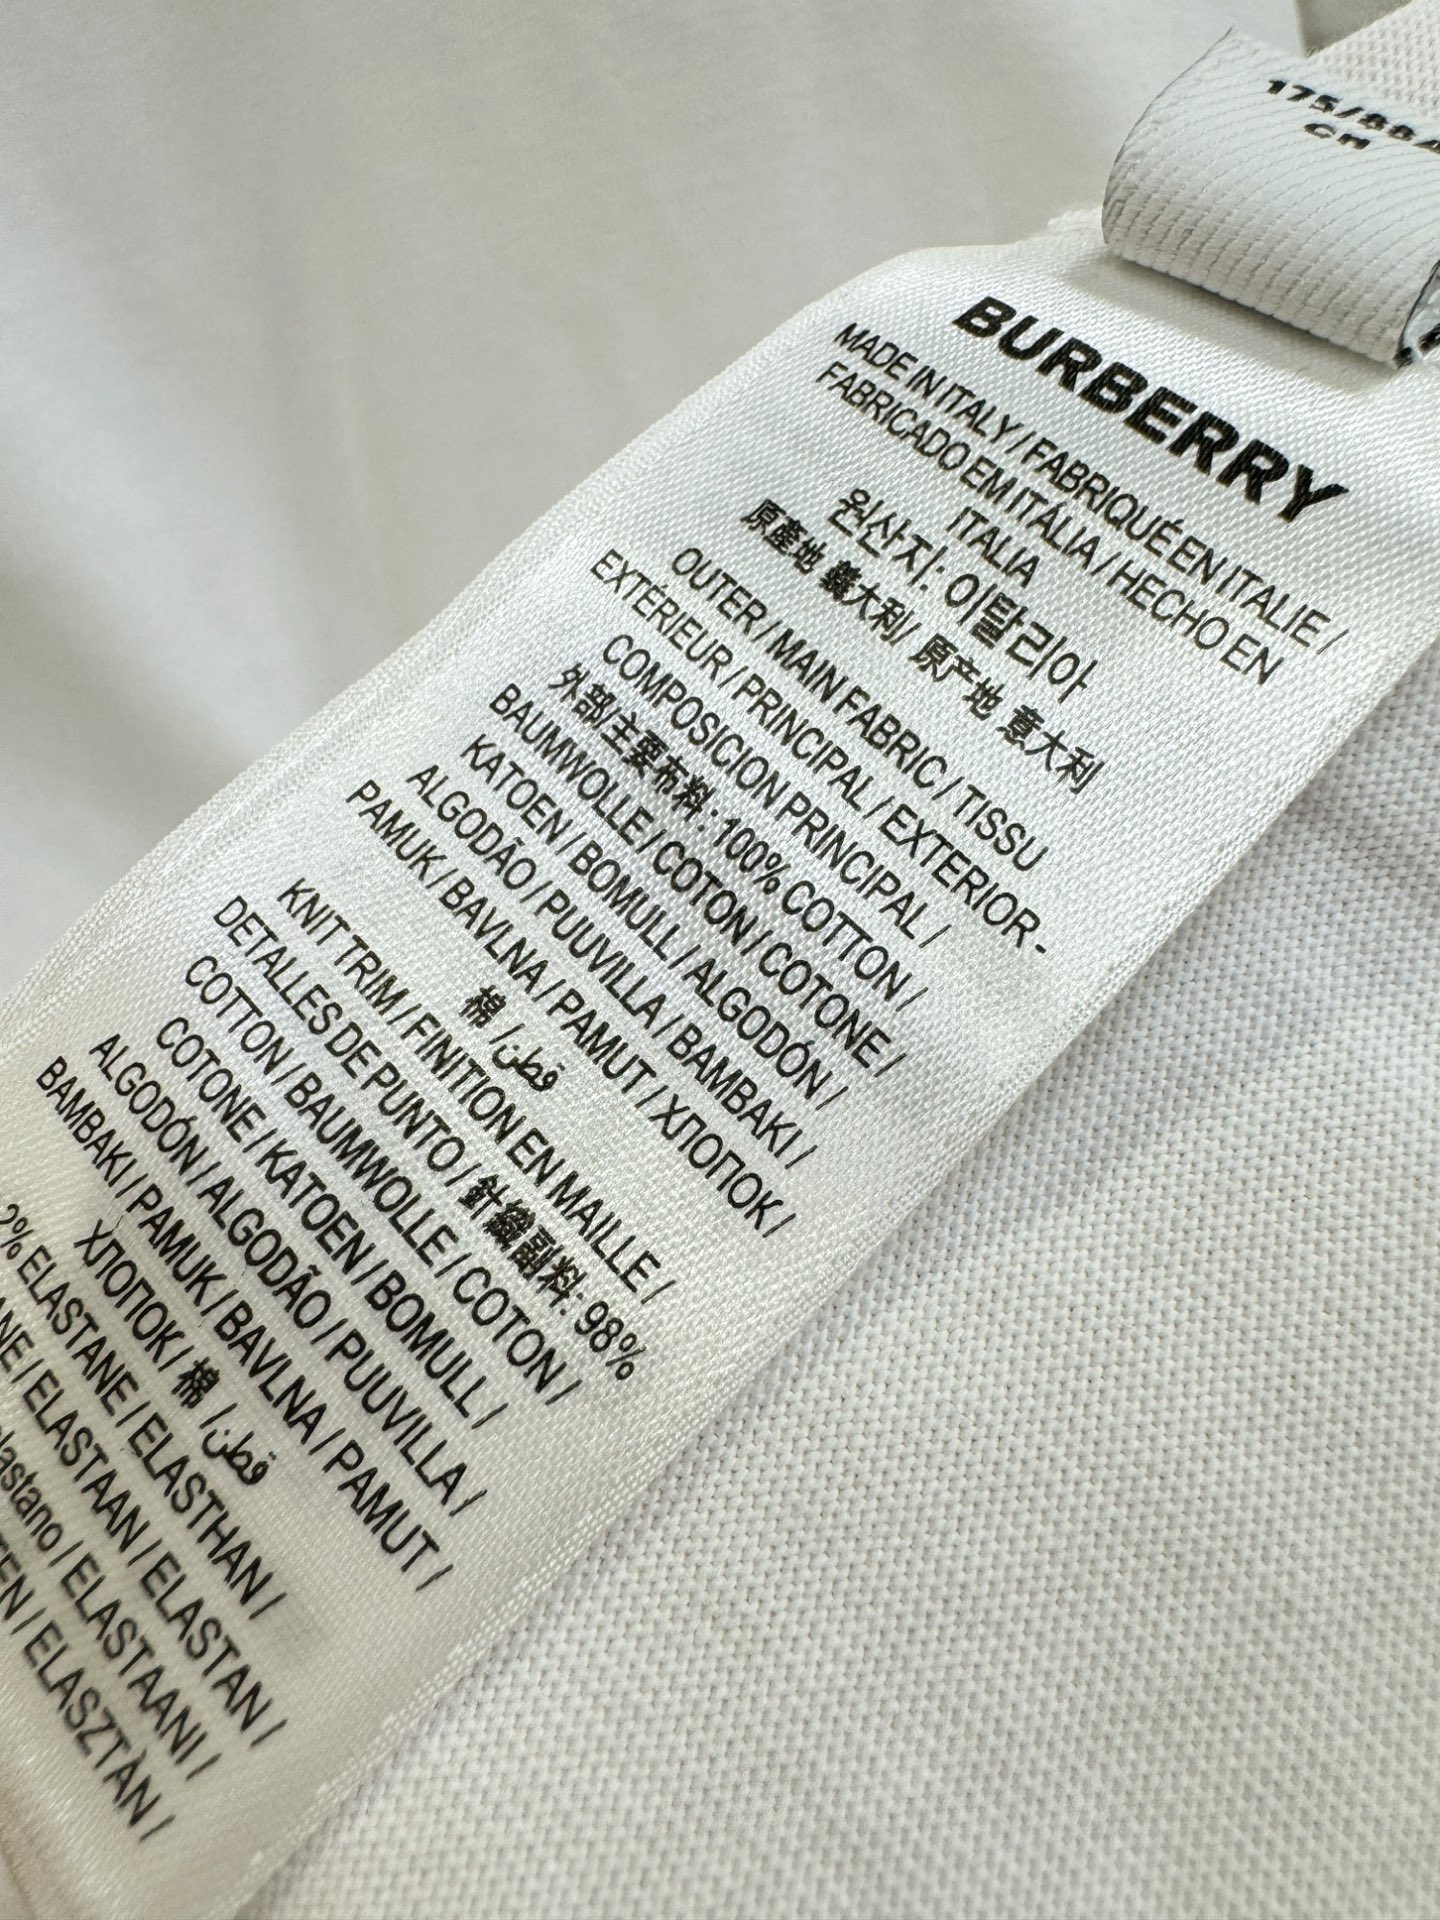 175/88A
CM
BURBERRY
MADE IN ITALY / FABRIQUÉ EN ITALIE /
FABRICADO EM ITÁLIA / HECHO EN
ITALIA
원산지: 이탈리아
原產地 義大利/ 原产地 意大利
OUTER / MAIN FABRIC / TISSU
EXTÉRIEUR / PRINCIPAL / EXTERIOR -
COMPOSICION PRINCIPAL /
外部/主要布料: 100% COTTON /
BAUMWOLLE / COTON / COTONE /
KATOEN / BOMULL / ALGODÓN /
ALGODÃO / PUUVILLA / BAMBAKI /
PAMUK / BAVLNA / PAMUT / ХЛОПОК /
棉 / قطن
KNIT TRIM / FINITION EN MAILLE /
DETALLES DE PUNTO / 針織副料: 98%
COTTON / BAUMWOLLE / COTON /
COTONE / KATOEN / BOMULL /
ALGODÓN / ALGODÃO / PUUVILLA /
BAMBAKI / PAMUK / BAVLNA / PAMUT /
ХЛОПОК / 棉 / قطن
2% ELASTANE / ELASTHAN /
/ ELASTAAN / ELASTAN /
/ ELASTAANI /
/ ELASZTÀN /